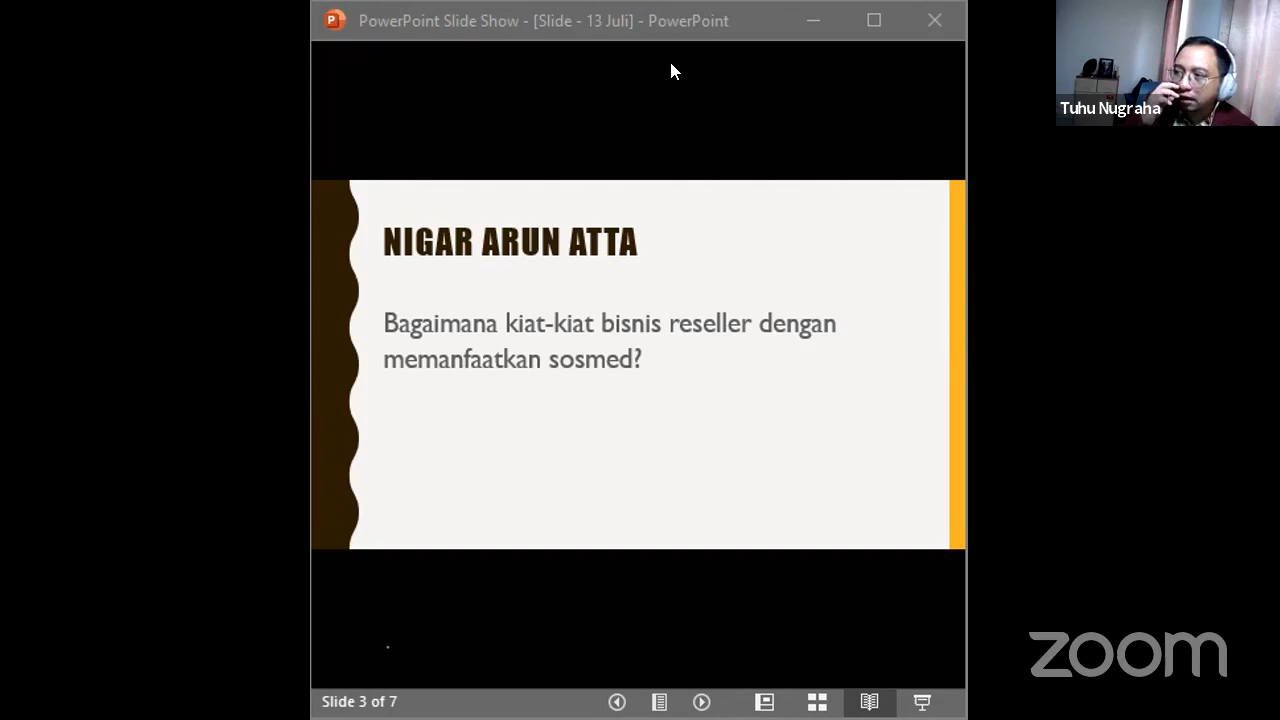 PowerPoint Slide Show - [Slide - 13 Juli] - PowerPoint
Tuhu Nugraha
NIGAR ARUN ATTA
Bagaimana kiat-kiat bisnis reseller dengan
memanfaatkan sosmed?
zoom
Slide 3 of 7